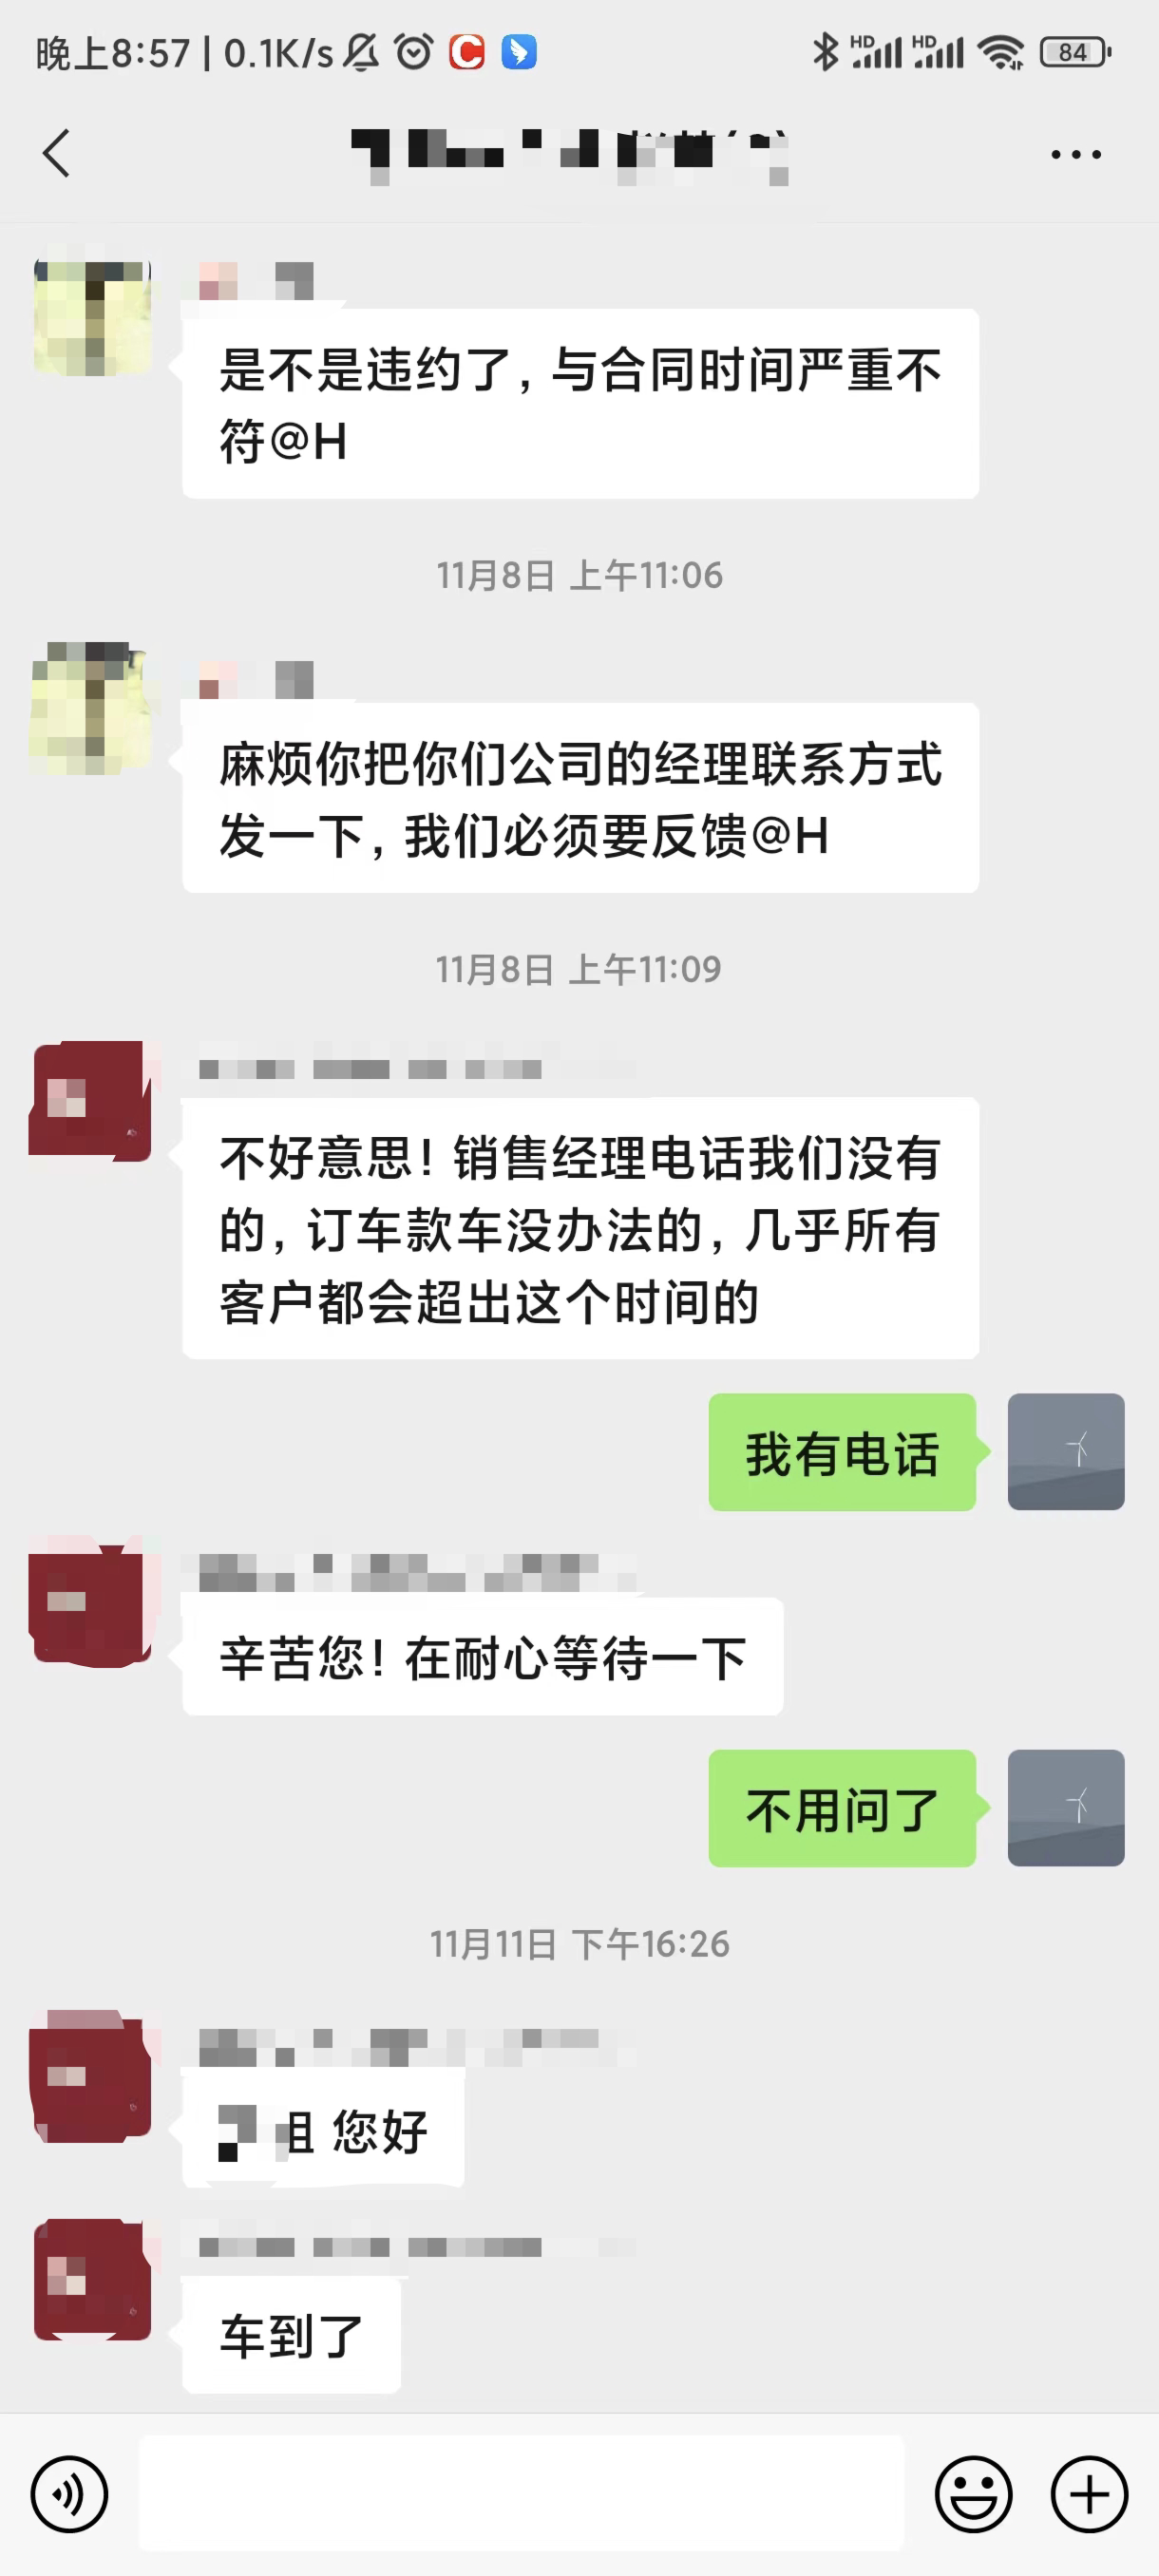 晚上8:57 | 0.1K/s
HD HD 84
是不是违约了，与合同时间严重不
符@H
11月8日 上午11:06
麻烦你把你们公司的经理联系方式
发一下，我们必须要反馈@H
11月8日 上午11:09
不好意思！销售经理电话我们没有
的，订车款车没办法的，几乎所有
客户都会超出这个时间的
我有电话
辛苦您！在耐心等待一下
不用问了
11月11日 下午16:26
您好
车到了